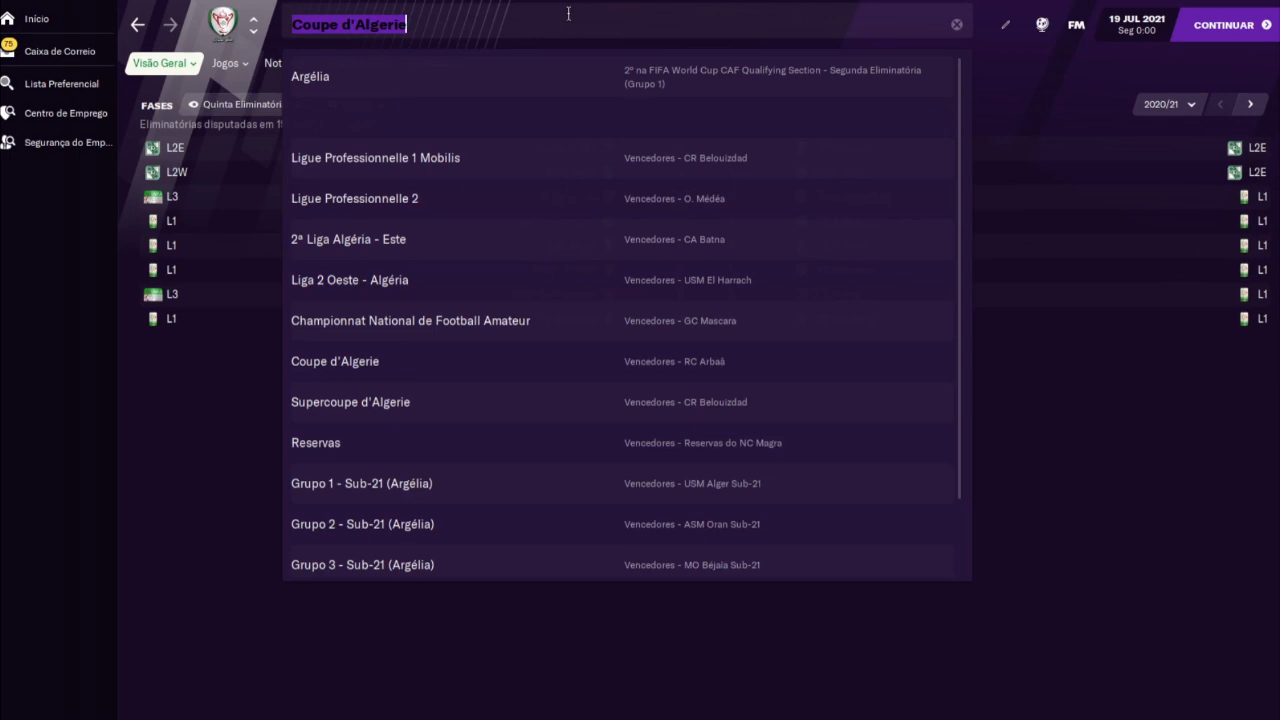 Início
Caixa de Correio
75
Lista Preferencial
Centro de Emprego
Segurança do Emp...
Coupe d'Algerie
FM
19 JUL 2021
Seg 0:00
CONTINUAR
Visão Geral
Jogos
Not
FASES
Quinta Eliminatóri
2020/21
Eliminatórias disputadas em 1
L2E
L2W
L3
L1
L1
L1
L3
L1
Argélia
2º na FIFA World Cup CAF Qualifying Section - Segunda Eliminatória
(Grupo 1)
Ligue Professionnelle 1 Mobilis
Vencedores - CR Belouizdad
Ligue Professionnelle 2
Vencedores - O. Médéa
2ª Liga Algéria - Este
Vencedores - CA Batna
Liga 2 Oeste - Algéria
Vencedores - USM El Harrach
Championnat National de Football Amateur
Vencedores - GC Mascara
Coupe d'Algerie
Vencedores - RC Arbaâ
Supercoupe d'Algerie
Vencedores - CR Belouizdad
Reservas
Vencedores - Reservas do NC Magra
Grupo 1 - Sub-21 (Argélia)
Vencedores - USM Alger Sub-21
Grupo 2 - Sub-21 (Argélia)
Vencedores - ASM Oran Sub-21
Grupo 3 - Sub-21 (Argélia)
Vencedores - MO Béjaia Sub-21
L2E
L2E
L1
L1
L1
L1
L1
L1